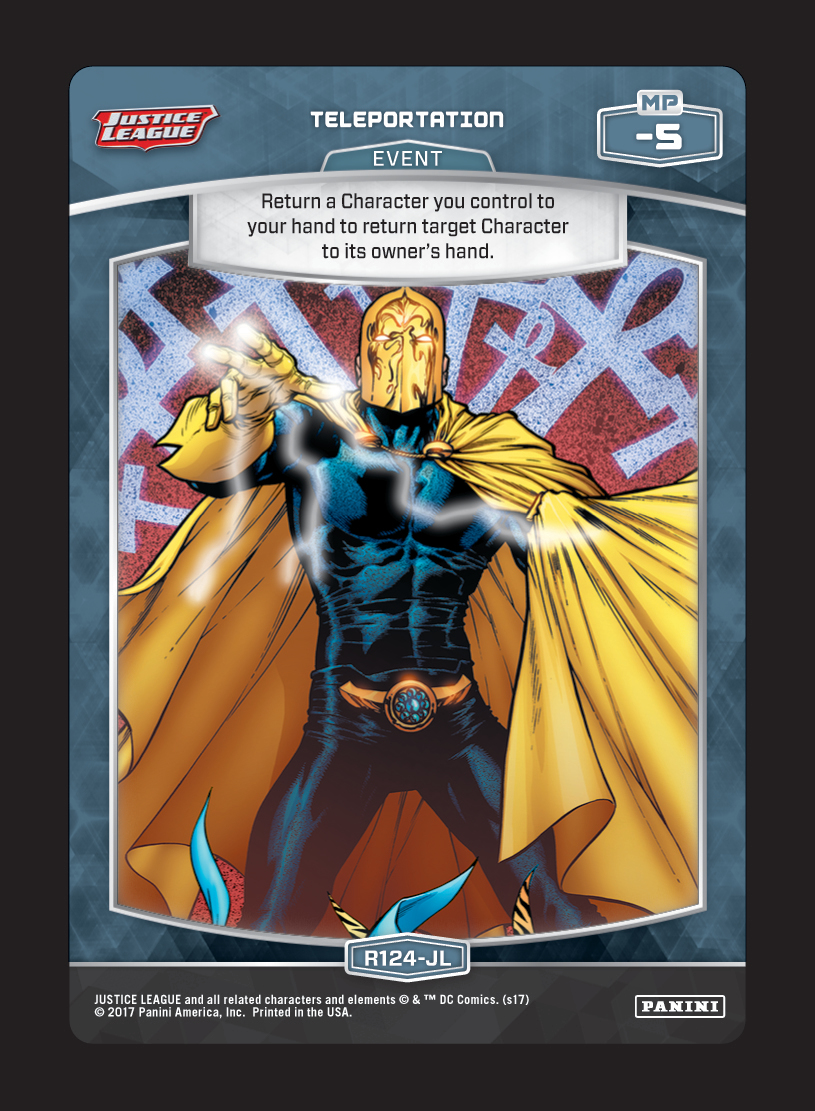 JUSTICE
LEAGUE
TELEPORTATION
MP
-5
EVENT
Return a Character you control to
your hand to return target Character
to its owner's hand.
R124-JL
JUSTICE LEAGUE and all related characters and elements © & ™ DC Comics. (s17)
© 2017 Panini America, Inc. Printed in the USA.
PANINI